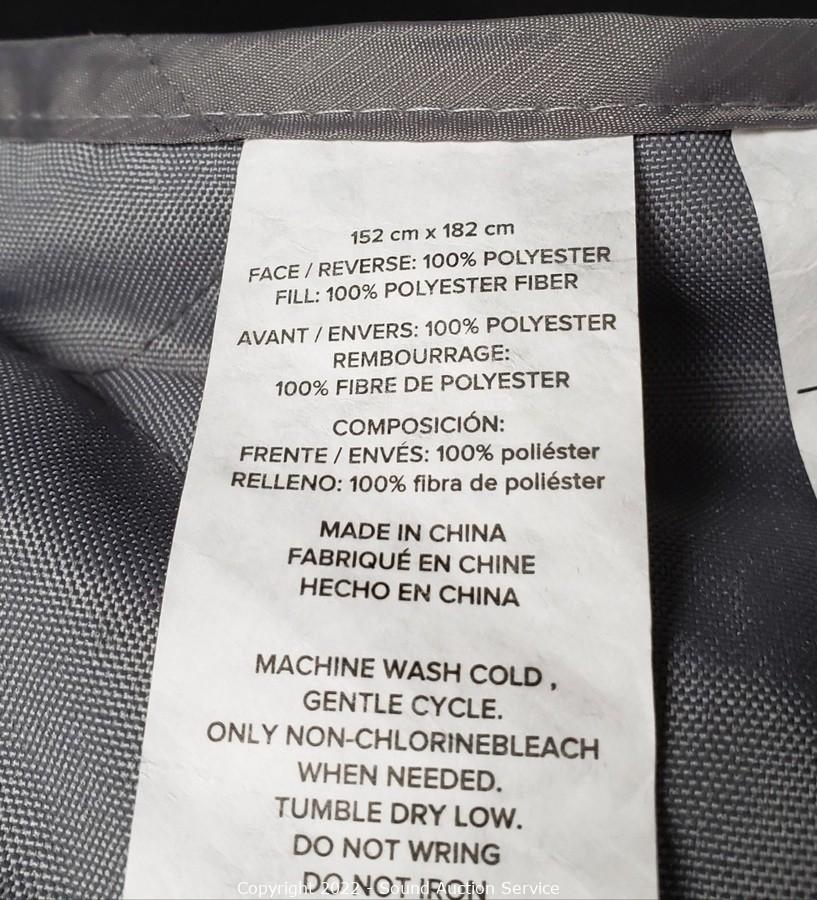 152 cm x 182 cm
FACE / REVERSE: 100% POLYESTER
FILL: 100% POLYESTER FIBER
AVANT / ENVERS: 100% POLYESTER
REMBOURRAGE:
100% FIBRE DE POLYESTER
COMPOSICIÓN:
FRENTE / ENVÉS: 100% poliéster
RELLENO: 100% fibra de poliéster
MADE IN CHINA
FABRIQUÉ EN CHINE
HECHO EN CHINA
MACHINE WASH COLD ,
GENTLE CYCLE.
ONLY NON-CHLORINEBLEACH
WHEN NEEDED.
TUMBLE DRY LOW.
DO NOT WRING
DO NOT IRON
Copyright 2022 - Sound Auction Service